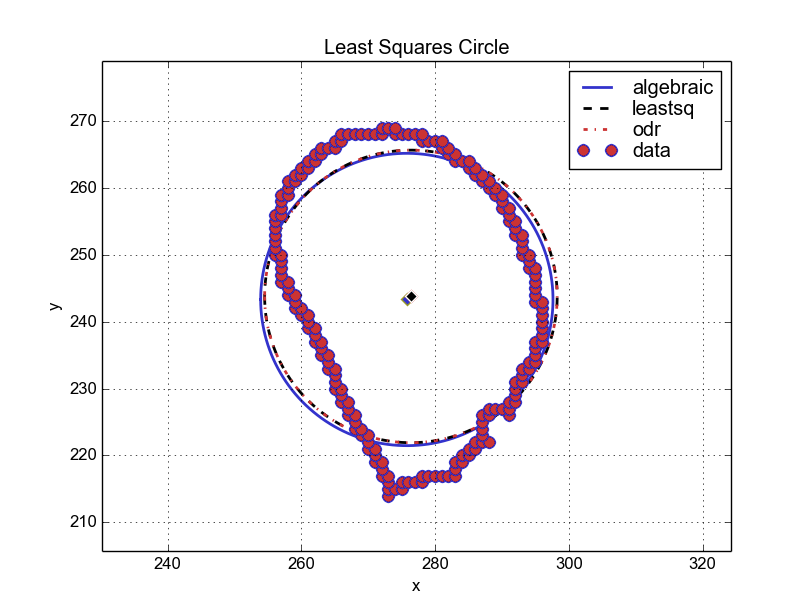 Least Squares Circle
algebraic
leastsq
odr
data
270
260
250
240
230
220
210
y
240 260 280 300 320
x